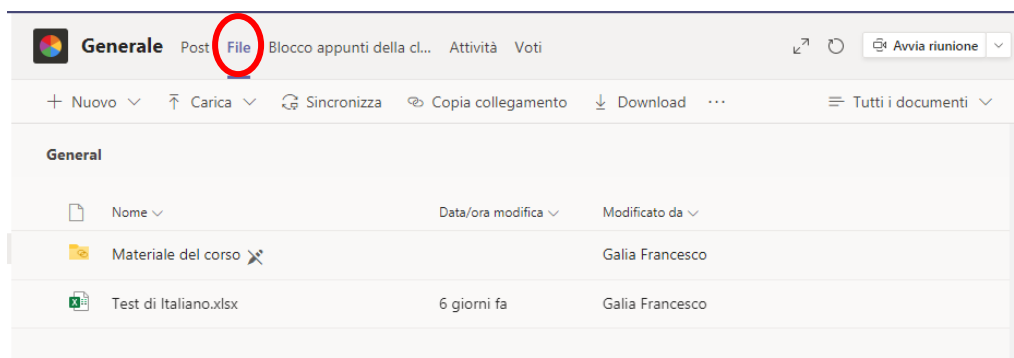 Generale Post File Blocco appunti della cl... Attività Voti Avvia riunione
Nuovo Carica Sincronizza Copia collegamento Download ... Tutti i documenti
General
Nome Data/ora modifica Modificato da
Materiale del corso Galia Francesco
Test di Italiano.xlsx 6 giorni fa Galia Francesco